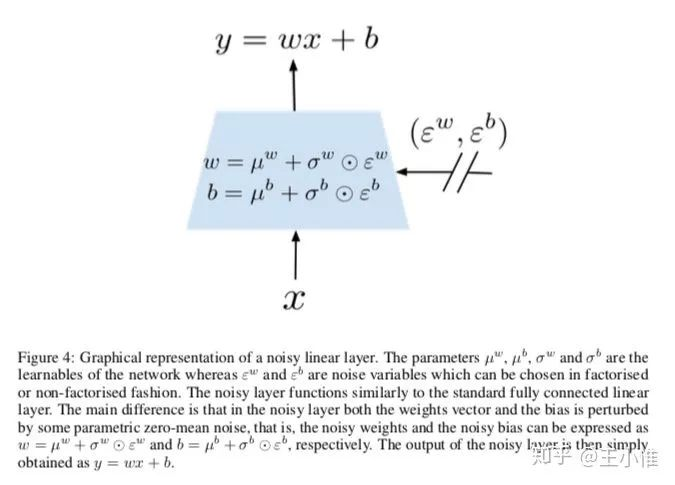 y = wx + b
(ε^w, ε^b)
w = μ^w + σ^w ⊙ ε^w
b = μ^b + σ^b ⊙ ε^b
x
Figure 4: Graphical representation of a noisy linear layer. The parameters μ^w, μ^b, σ^w and σ^b are the
learnables of the network whereas ε^w and ε^b are noise variables which can be chosen in factorised
or non-factorised fashion. The noisy layer functions similarly to the standard fully connected linear
layer. The main difference is that in the noisy layer both the weights vector and the bias is perturbed
by some parametric zero-mean noise, that is, the noisy weights and the noisy bias can be expressed as
w = μ^w + σ^w ⊙ ε^w and b = μ^b + σ^b ⊙ ε^b, respectively. The output of the noisy layer is then simply
obtained as y = wx + b.
知乎 @王小惟